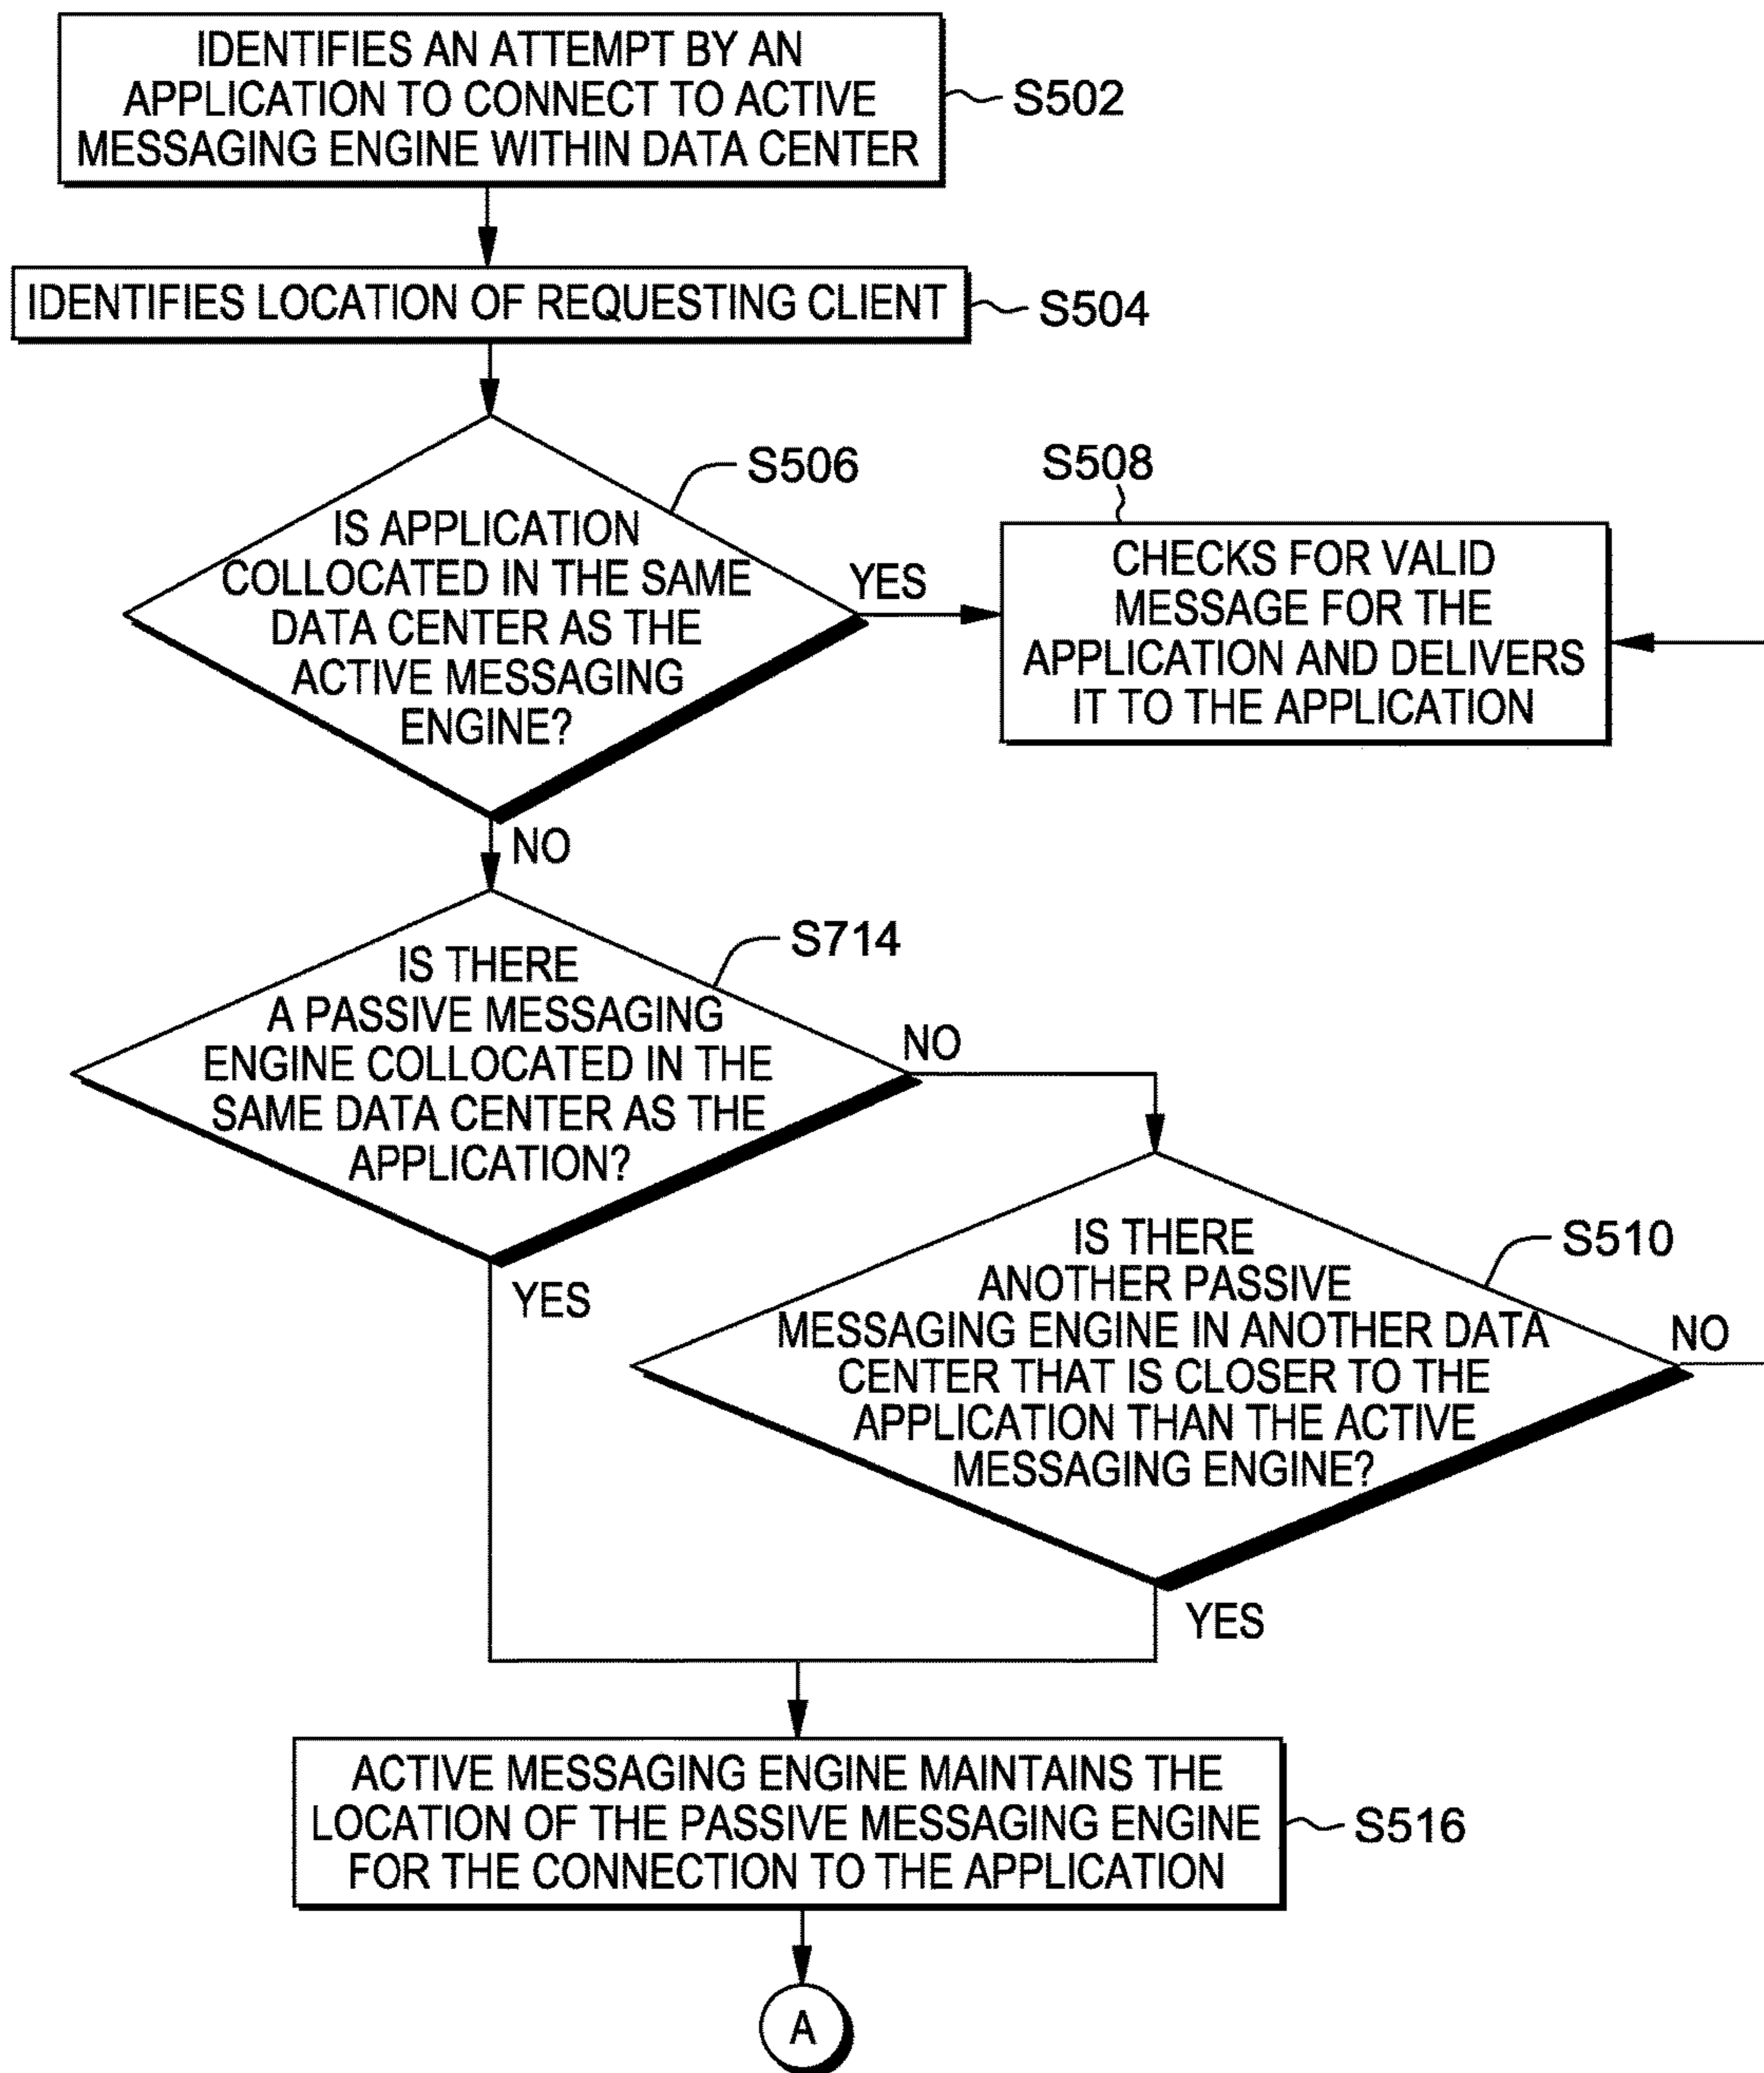 IDENTIFIES AN ATTEMPT BY AN
APPLICATION TO CONNECT TO ACTIVE
MESSAGING ENGINE WITHIN DATA CENTER
S502
IDENTIFIES LOCATION OF REQUESTING CLIENT
S504
S506
IS APPLICATION
COLLOCATED IN THE SAME
DATA CENTER AS THE
ACTIVE MESSAGING
ENGINE?
YES
S508
CHECKS FOR VALID
MESSAGE FOR THE
APPLICATION AND DELIVERS
IT TO THE APPLICATION
NO
S714
IS THERE
A PASSIVE MESSAGING
ENGINE COLLOCATED IN THE
SAME DATA CENTER AS THE
APPLICATION?
NO
YES
S510
IS THERE
ANOTHER PASSIVE
MESSAGING ENGINE IN ANOTHER DATA
CENTER THAT IS CLOSER TO THE
APPLICATION THAN THE ACTIVE
MESSAGING ENGINE?
NO
YES
ACTIVE MESSAGING ENGINE MAINTAINS THE
LOCATION OF THE PASSIVE MESSAGING ENGINE
FOR THE CONNECTION TO THE APPLICATION
S516
A